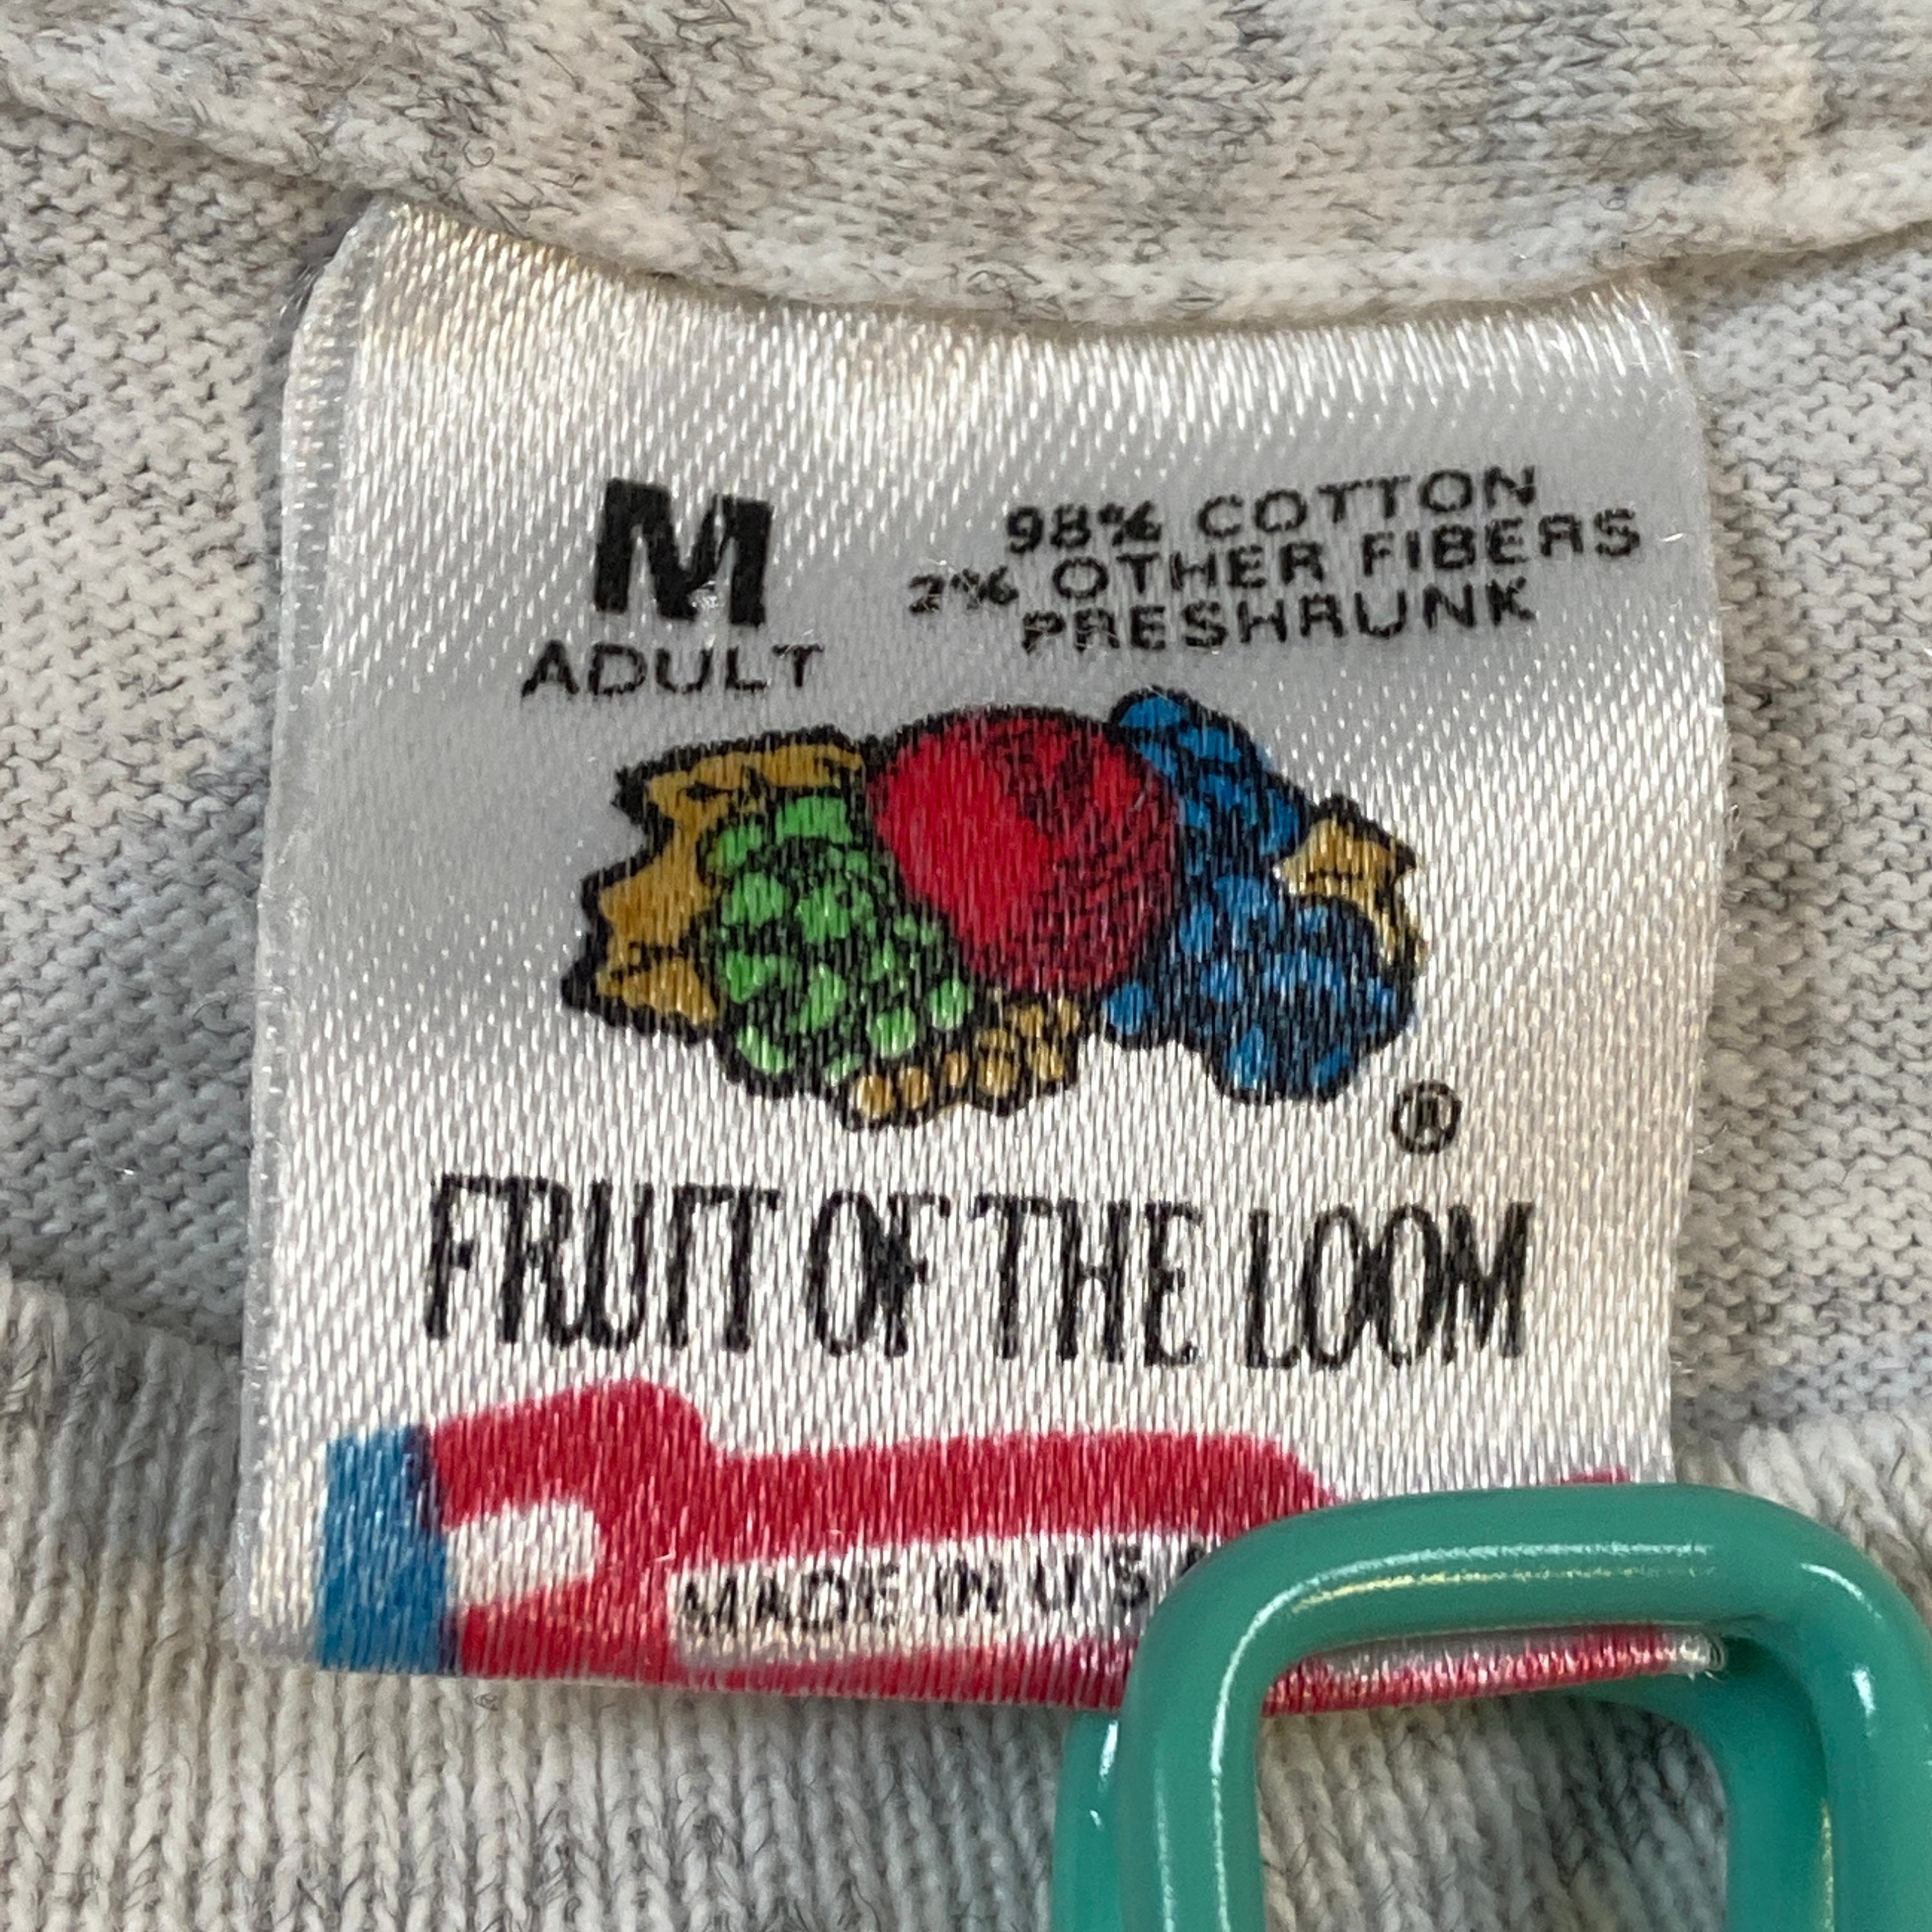 M
ADULT
98% COTTON
2% OTHER FIBERS
PRESHRUNK
®
FRUIT OF THE LOOM
MADE IN U.S.